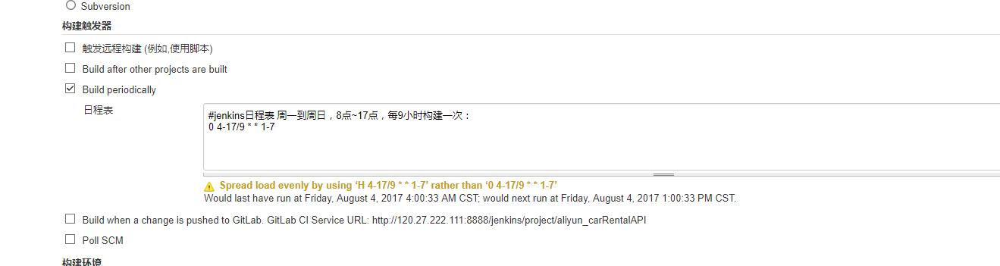 Subversion
构建触发器
触发远程构建 (例如,使用脚本)
Build after other projects are built
Build periodically
日程表
#jenkins日程表 周一到周日，8点~17点，每9小时构建一次：
0 4-17/9 * * 1-7
Spread load evenly by using ‘H 4-17/9 * * 1-7’ rather than ‘0 4-17/9 * * 1-7’
Would last have run at Friday, August 4, 2017 4:00:33 AM CST; would next run at Friday, August 4, 2017 1:00:33 PM CST.
Build when a change is pushed to GitLab. GitLab CI Service URL: http://120.27.222.111:8888/jenkins/project/aliyun_carRentalAPI
Poll SCM
构建环境